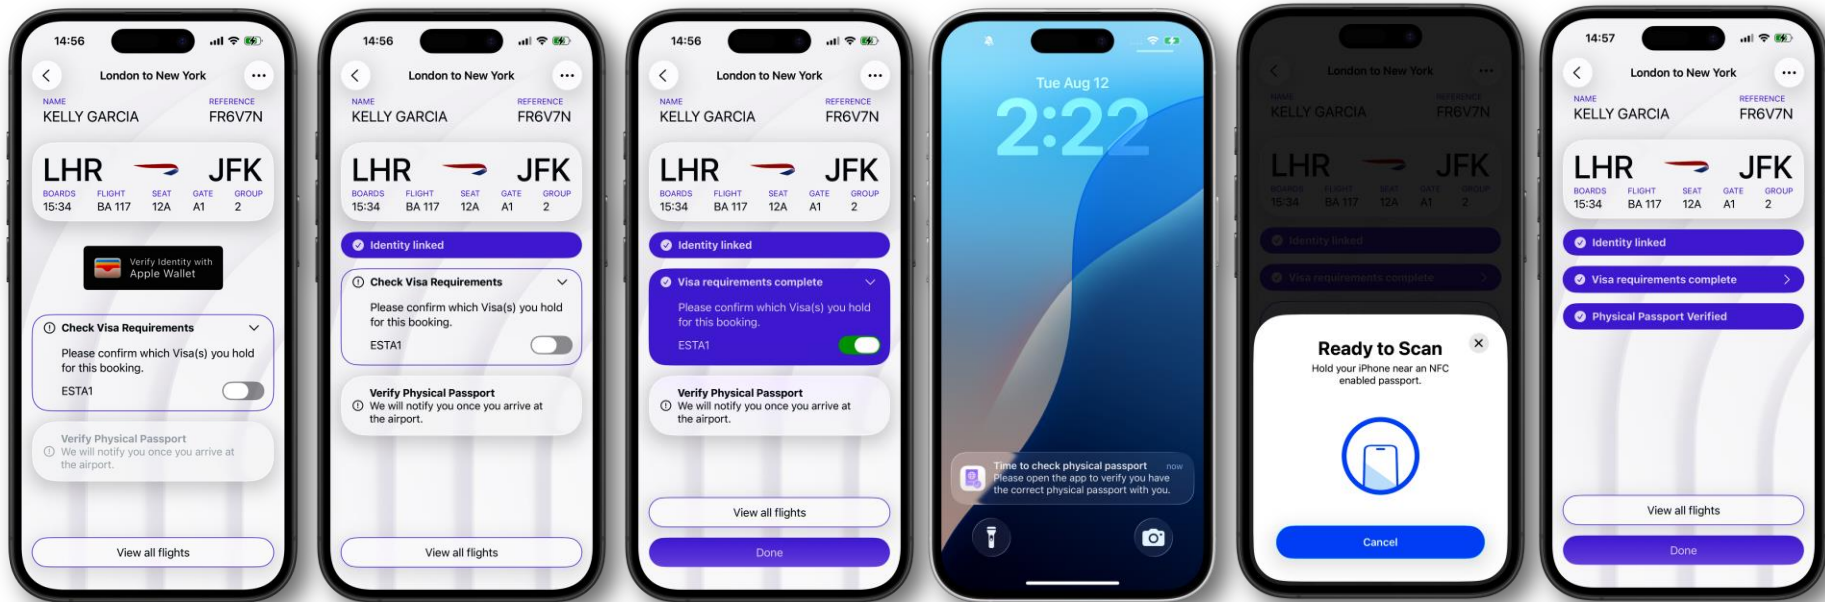 14:56
London to New York
NAME REFERENCE
KELLY GARCIA FR6V7N
LHR JFK
BOARDS FLIGHT SEAT GATE GROUP
15:34 BA 117 12A A1 2
Verify Identity with
Apple Wallet
Check Visa Requirements
Please confirm which Visa(s) you hold
for this booking.
ESTA1
Verify Physical Passport
We will notify you once you arrive at
the airport.
View all flights
14:56
London to New York
NAME REFERENCE
KELLY GARCIA FR6V7N
LHR JFK
BOARDS FLIGHT SEAT GATE GROUP
15:34 BA 117 12A A1 2
Identity linked
Check Visa Requirements
Please confirm which Visa(s) you hold
for this booking.
ESTA1
Verify Physical Passport
We will notify you once you arrive at
the airport.
View all flights
14:56
London to New York
NAME REFERENCE
KELLY GARCIA FR6V7N
LHR JFK
BOARDS FLIGHT SEAT GATE GROUP
15:34 BA 117 12A A1 2
Identity linked
Visa requirements complete
Please confirm which Visa(s) you hold
for this booking.
ESTA1
Verify Physical Passport
We will notify you once you arrive at
the airport.
View all flights
Done
Tue Aug 12
2:22
Time to check physical passport now
Please open the app to verify you have
the correct physical passport with you.
London to New York
NAME REFERENCE
KELLY GARCIA FR6V7N
LHR JFK
BOARDS FLIGHT SEAT GATE GROUP
15:34 BA 117 12A A1 2
Identity linked
Visa requirements complete
Ready to Scan
Hold your iPhone near an NFC
enabled passport.
Cancel
14:57
London to New York
NAME REFERENCE
KELLY GARCIA FR6V7N
LHR JFK
BOARDS FLIGHT SEAT GATE GROUP
15:34 BA 117 12A A1 2
Identity linked
Visa requirements complete
Physical Passport Verified
View all flights
Done